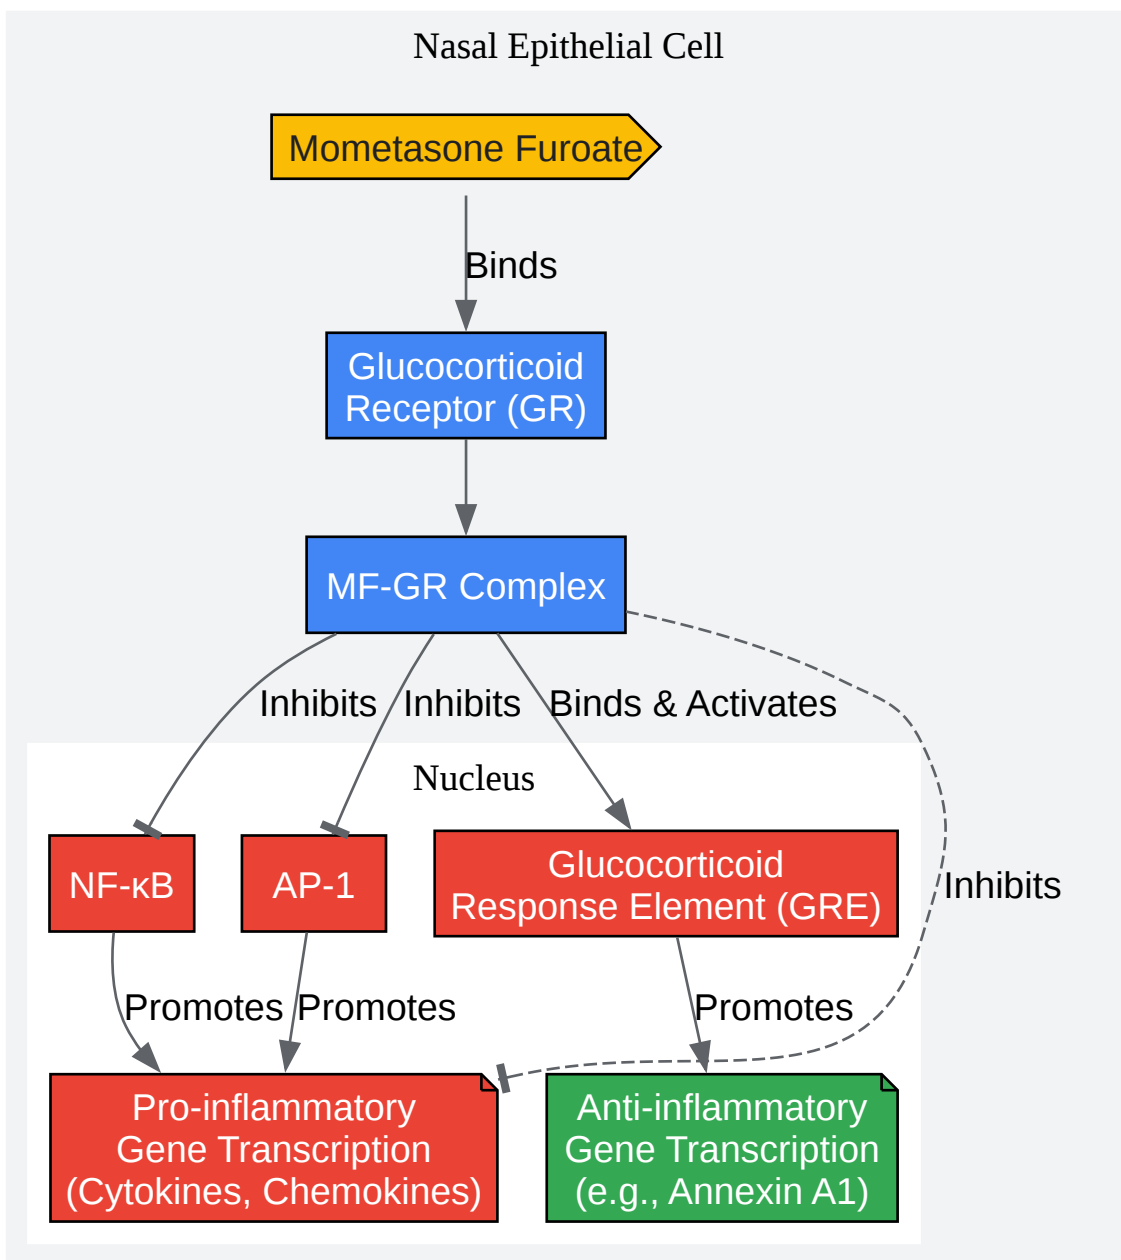 Nasal Epithelial Cell
Mometasone Furoate
Binds
Glucocorticoid
Receptor (GR)
MF-GR Complex
Inhibits
Inhibits
Binds & Activates
Nucleus
NF-κB
AP-1
Glucocorticoid
Response Element (GRE)
Inhibits
Promotes
Promotes
Promotes
Pro-inflammatory
Gene Transcription
(Cytokines, Chemokines)
Anti-inflammatory
Gene Transcription
(e.g., Annexin A1)